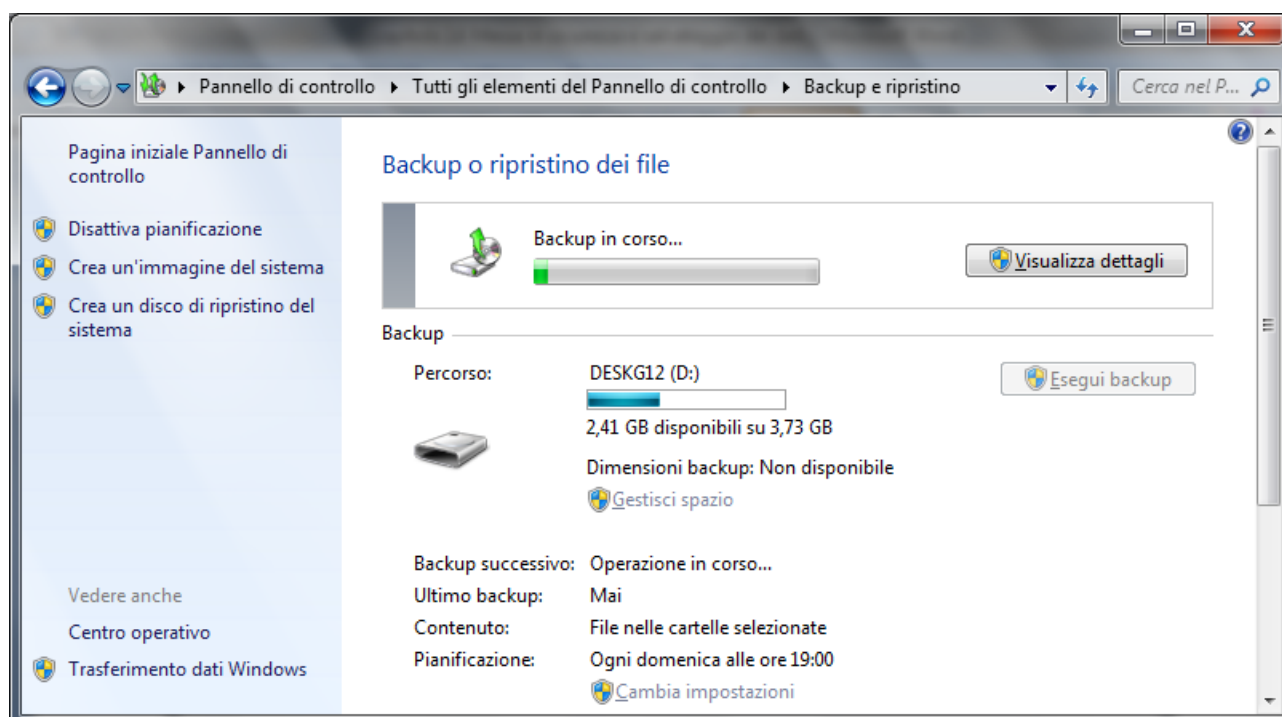 Pannello di controllo ▸ Tutti gli elementi del Pannello di controllo ▸ Backup e ripristino
Cerca nel P...
Pagina iniziale Pannello di
controllo
Disattiva pianificazione
Crea un'immagine del sistema
Crea un disco di ripristino del
sistema
Vedere anche
Centro operativo
Trasferimento dati Windows
Backup o ripristino dei file
Backup in corso...
Visualizza dettagli
Backup
Percorso:
DESKG12 (D:)
Esegui backup
2,41 GB disponibili su 3,73 GB
Dimensioni backup: Non disponibile
Gestisci spazio
Backup successivo: Operazione in corso...
Ultimo backup: Mai
Contenuto: File nelle cartelle selezionate
Pianificazione: Ogni domenica alle ore 19:00
Cambia impostazioni